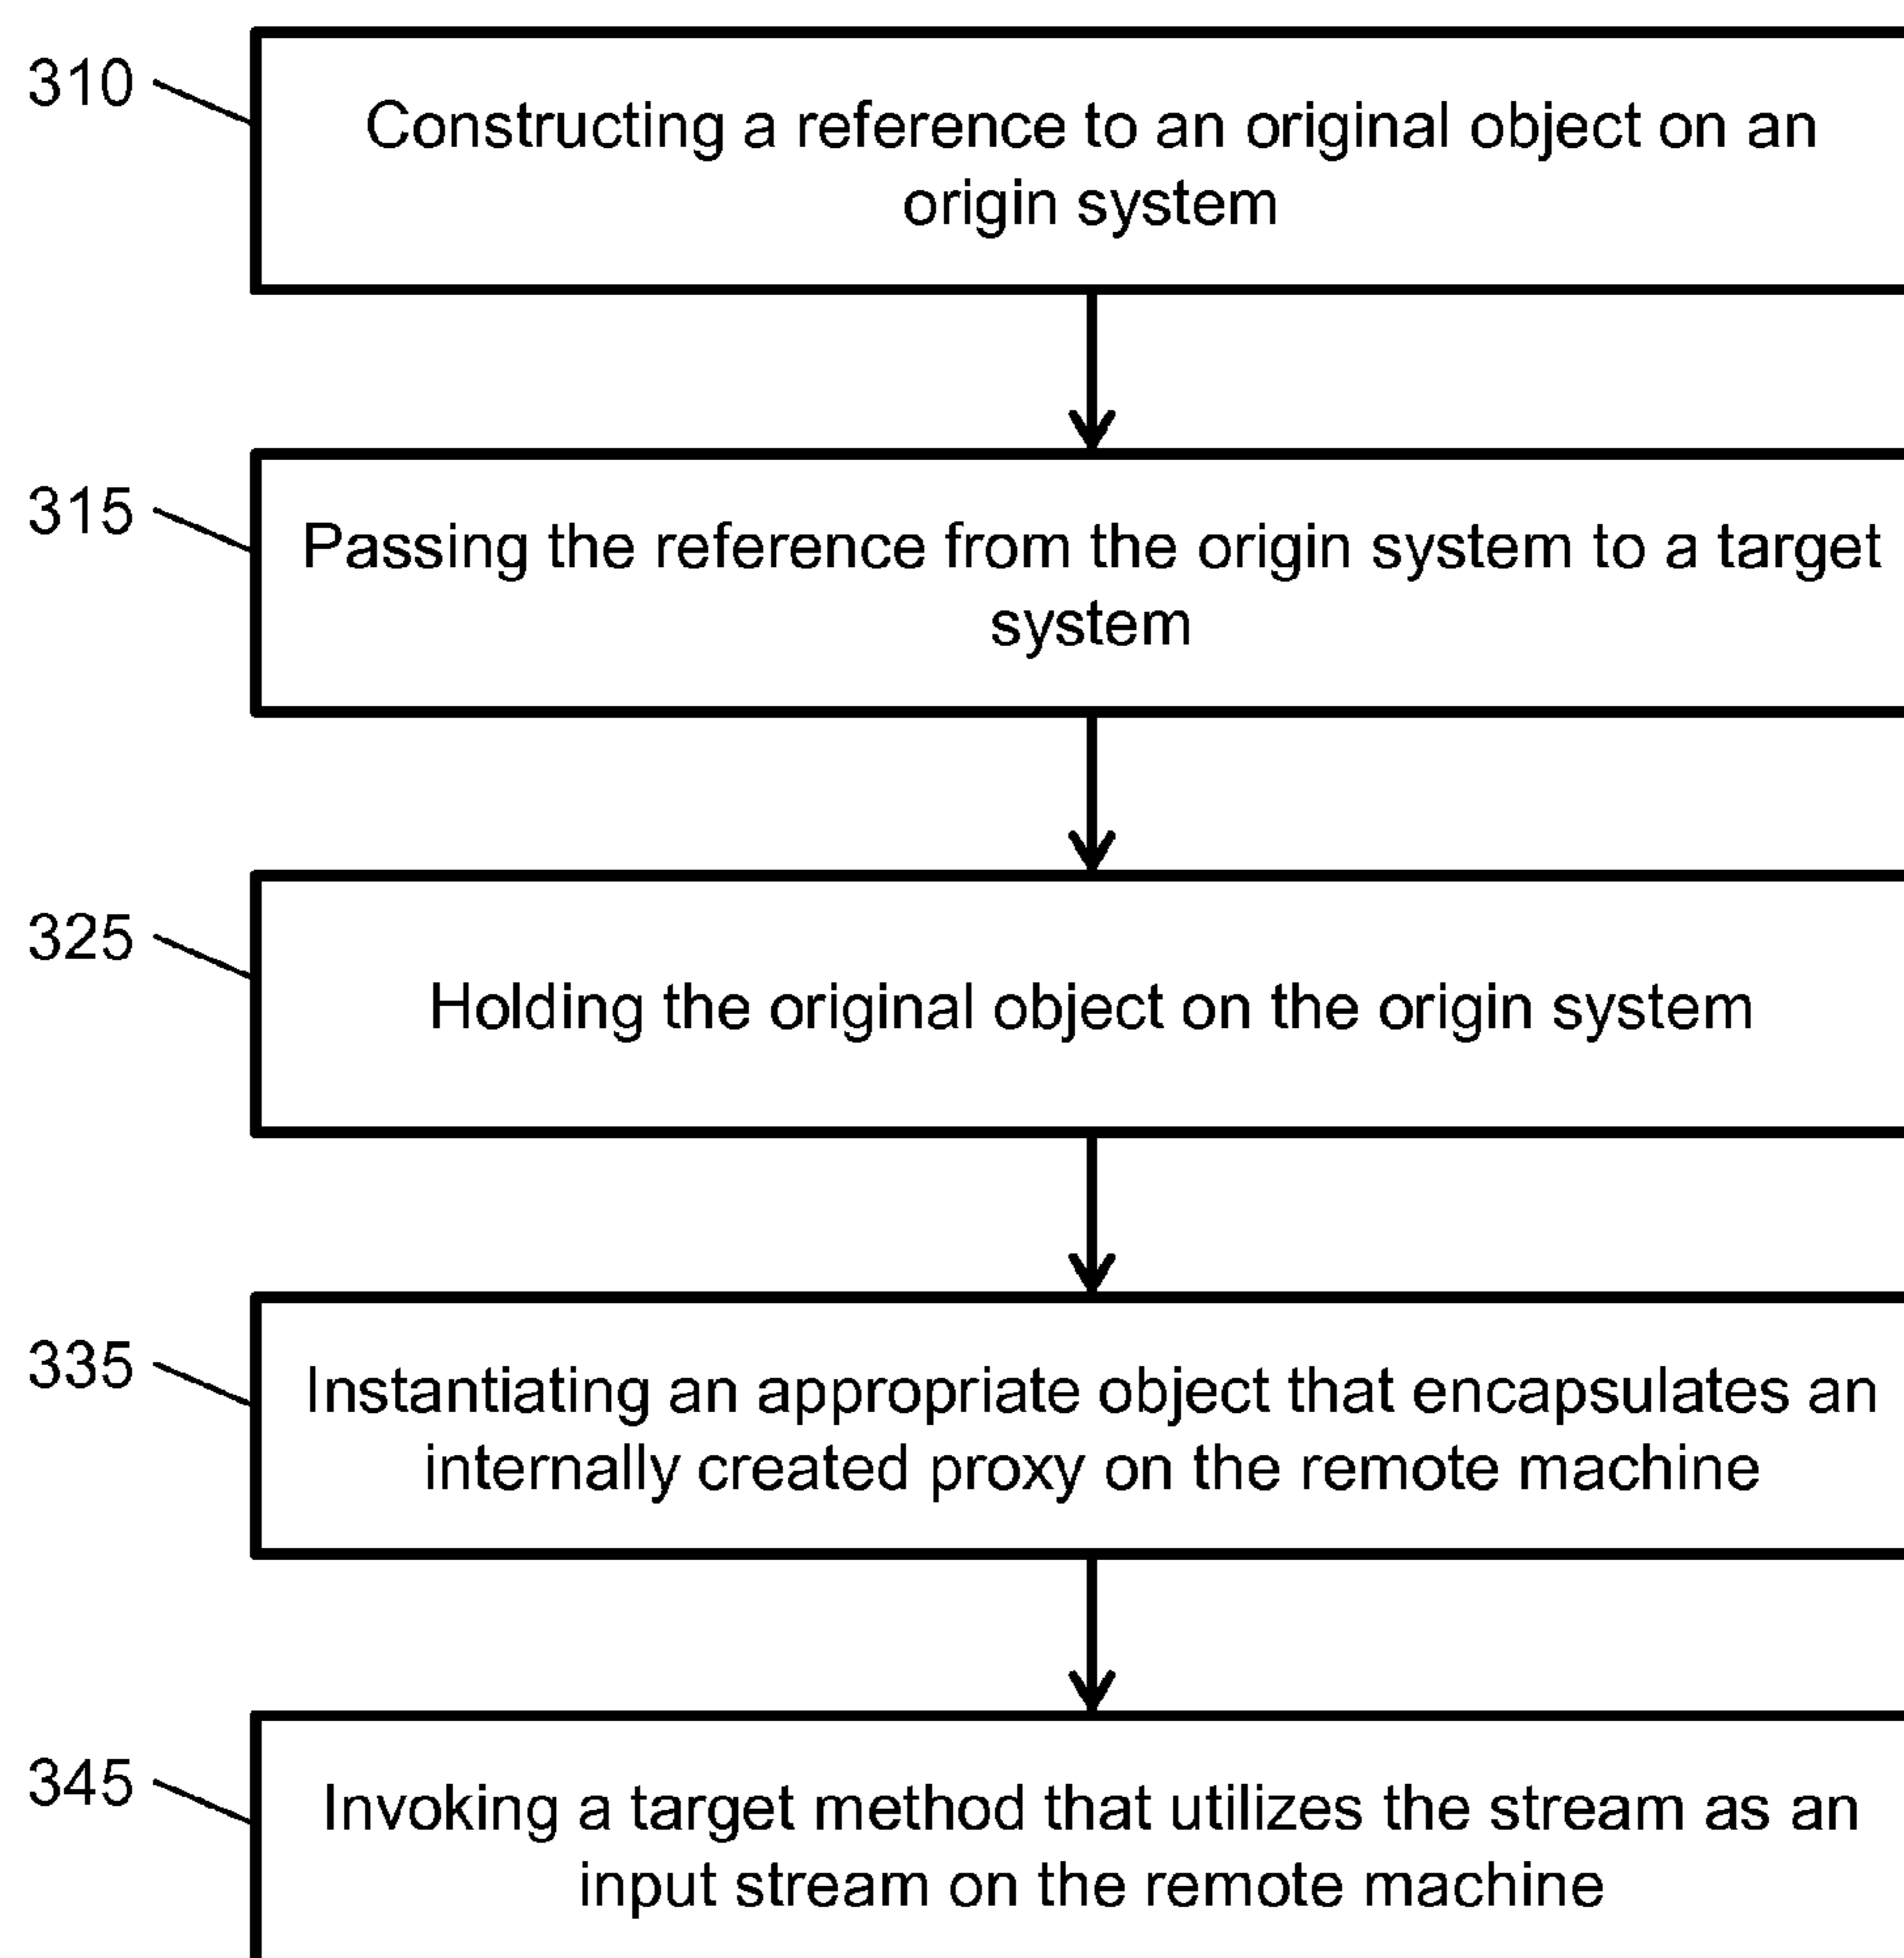 310
Constructing a reference to an original object on an
origin system
315
Passing the reference from the origin system to a target
system
325
Holding the original object on the origin system
335
Instantiating an appropriate object that encapsulates an
internally created proxy on the remote machine
345
Invoking a target method that utilizes the stream as an
input stream on the remote machine